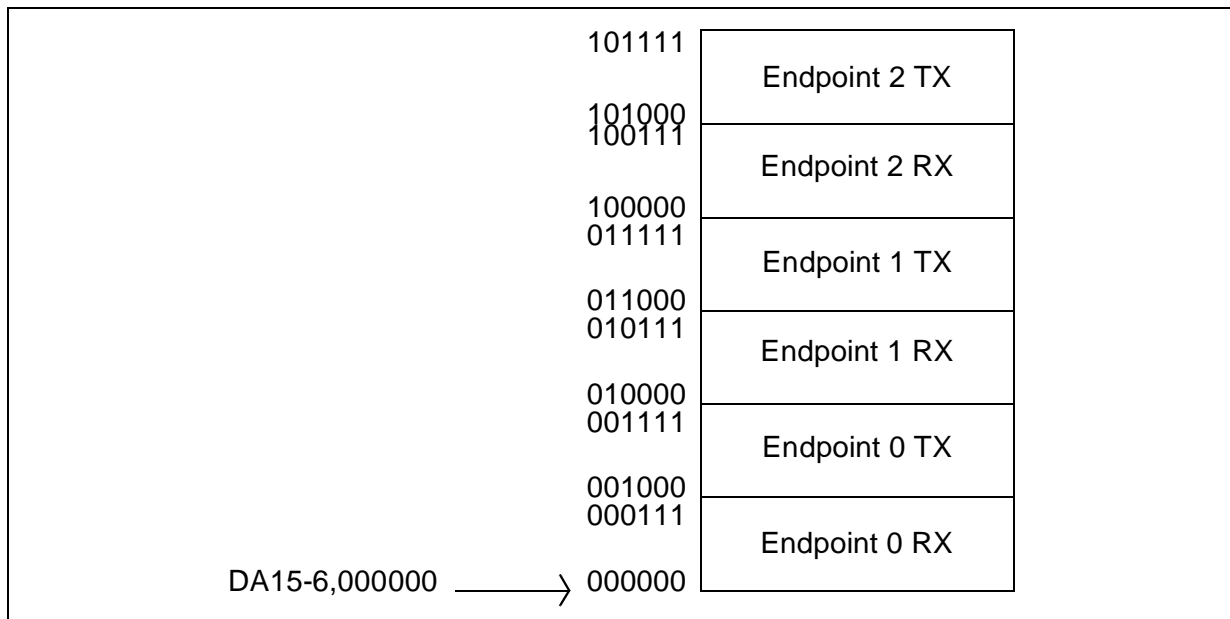 101111
Endpoint 2 TX
101000
100111
Endpoint 2 RX
100000
011111
Endpoint 1 TX
011000
010111
Endpoint 1 RX
010000
001111
Endpoint 0 TX
001000
000111
Endpoint 0 RX
DA15-6,000000 000000